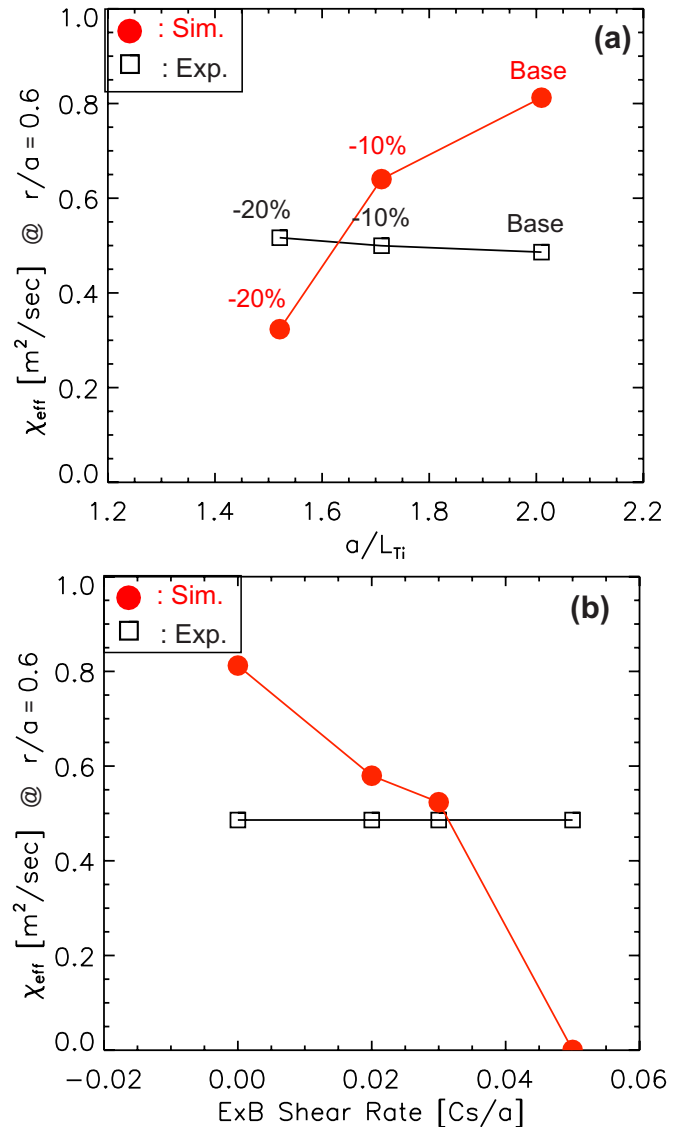 1.0
: Sim.
: Exp.
(a)
Base
0.8
-10%
0.6
-20%
-10%
Base
0.4
-20%
0.2
0.0
χeff [m²/sec] @ r/a=0.6
1.2 1.4 1.6 1.8 2.0 2.2
a/LTi
1.0
: Sim.
: Exp.
(b)
0.8
0.6
0.4
0.2
0.0
χeff [m²/sec] @ r/a=0.6
−0.02 0.00 0.02 0.04 0.06
ExB Shear Rate [Cs/a]